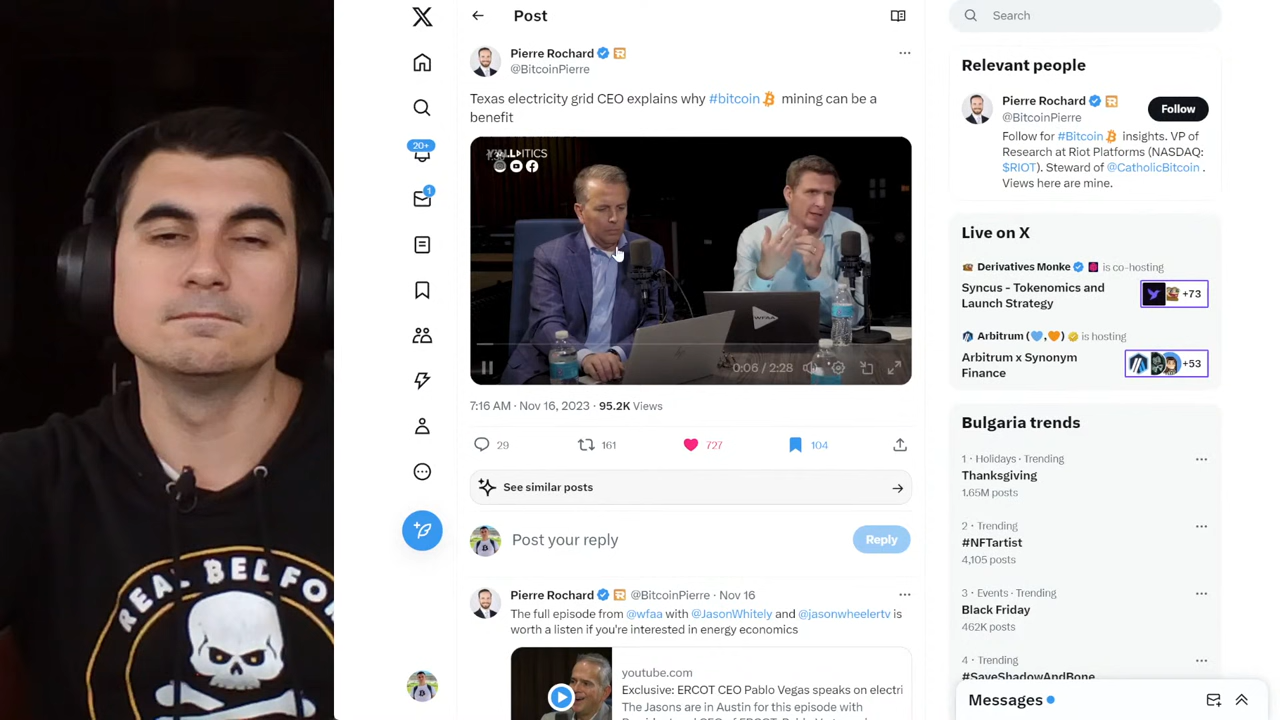 REAL BEL FO
20+
1
Post
Pierre Rochard
@BitcoinPierre
Texas electricity grid CEO explains why #bitcoin mining can be a
benefit
Y'ALL-ITICS
WFAA
0:06 / 2:28
7:16 AM · Nov 16, 2023 · 95.2K Views
29
161
727
104
See similar posts
Post your reply
Reply
Pierre Rochard @BitcoinPierre · Nov 16
The full episode from @wfaa with @JasonWhitely and @jasonwheelertv is
worth a listen if you're interested in energy economics
youtube.com
Exclusive: ERCOT CEO Pablo Vegas speaks on electri
The Jasons are in Austin for this episode with
Search
Relevant people
Pierre Rochard
@BitcoinPierre
Follow
Follow for #Bitcoin insights. VP of
Research at Riot Platforms (NASDAQ:
$RIOT). Steward of @CatholicBitcoin .
Views here are mine.
Live on X
Derivatives Monke is co-hosting
Syncus - Tokenomics and
Launch Strategy
+73
Arbitrum (💙,🧡) is hosting
Arbitrum x Synonym
Finance
+53
Bulgaria trends
1 · Holidays · Trending
Thanksgiving
1.65M posts
2 · Trending
#NFTartist
4,105 posts
3 · Events · Trending
Black Friday
462K posts
4 · Trending
#SaveShadowAndBone
Messages